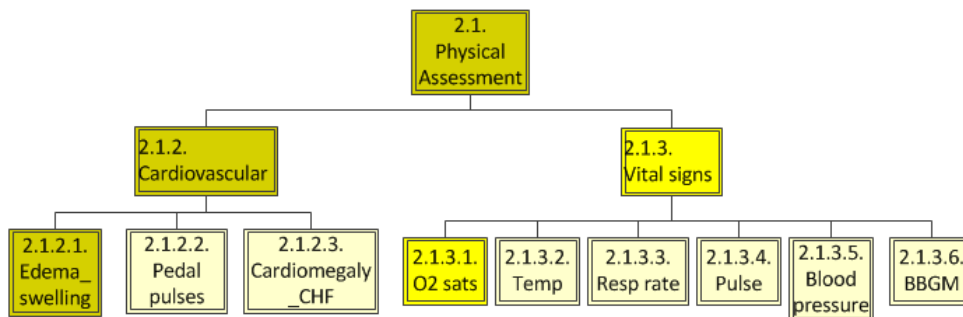 2.1.
Physical
Assessment
2.1.2.
Cardiovascular
2.1.3.
Vital signs
2.1.2.1.
Edema_
swelling
2.1.2.2.
Pedal
pulses
2.1.2.3.
Cardiomegaly
_CHF
2.1.3.1.
O2 sats
2.1.3.2.
Temp
2.1.3.3.
Resp rate
2.1.3.4.
Pulse
2.1.3.5.
Blood
pressure
2.1.3.6.
BBGM